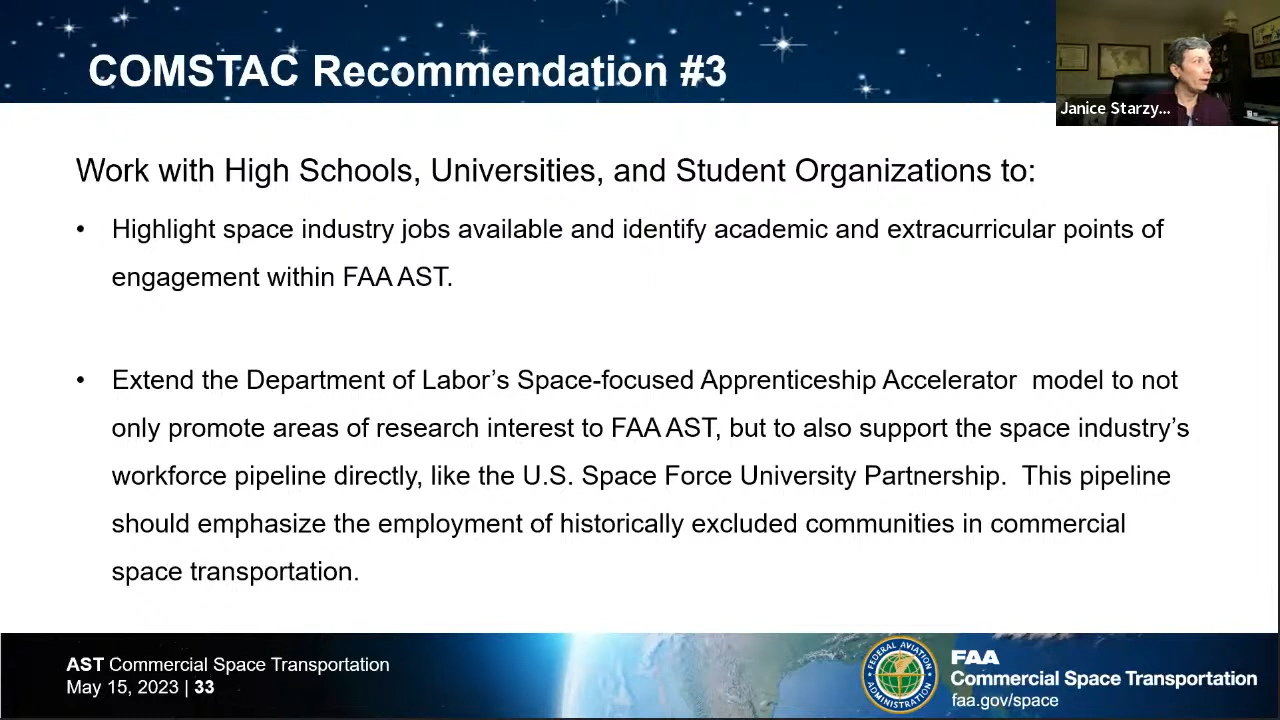 COMSTAC Recommendation #3
Janice Starzy...
Work with High Schools, Universities, and Student Organizations to:
• Highlight space industry jobs available and identify academic and extracurricular points of
engagement within FAA AST.
• Extend the Department of Labor’s Space-focused Apprenticeship Accelerator  model to not
only promote areas of research interest to FAA AST, but to also support the space industry’s
workforce pipeline directly, like the U.S. Space Force University Partnership.  This pipeline
should emphasize the employment of historically excluded communities in commercial
space transportation.
AST Commercial Space Transportation
May 15, 2023 | 33
FEDERAL AVIATION
ADMINISTRATION
FAA
Commercial Space Transportation
faa.gov/space